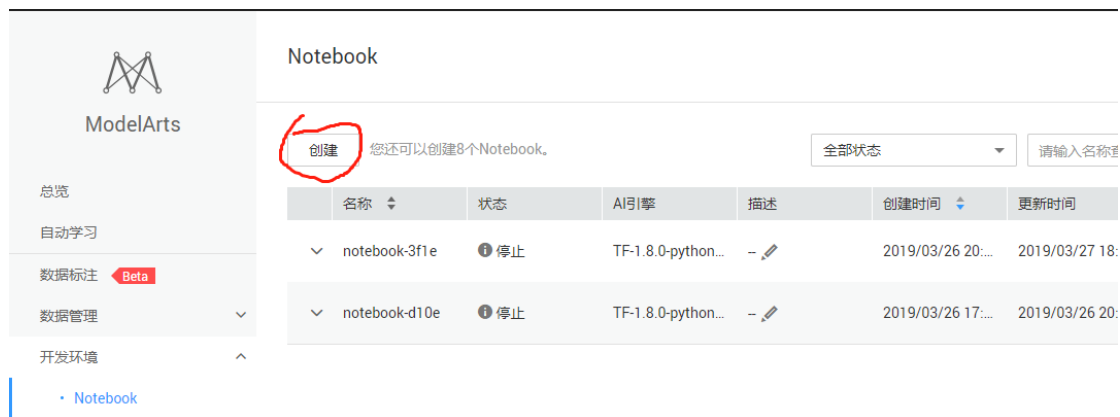 ModelArts
总览
自动学习
数据标注 Beta
数据管理
开发环境
· Notebook
Notebook
创建 您还可以创建8个Notebook。 全部状态 请输入名称查
名称 状态 AI引擎 描述 创建时间 更新时间
notebook-3f1e 停止 TF-1.8.0-python... -- 2019/03/26 20:... 2019/03/27 18:
notebook-d10e 停止 TF-1.8.0-python... -- 2019/03/26 17:... 2019/03/26 20: